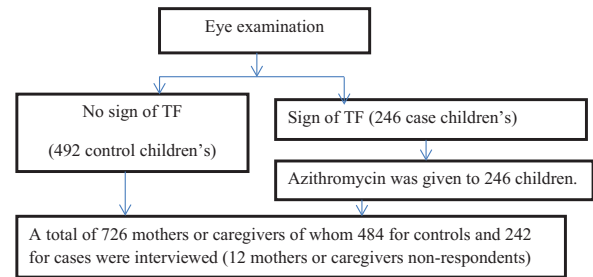 Eye examination
No sign of TF
(492 control children’s)
Sign of TF (246 case children’s)
Azithromycin was given to 246 children.
A total of 726 mothers or caregivers of whom 484 for controls and 242
for cases were interviewed (12 mothers or caregivers non-respondents)